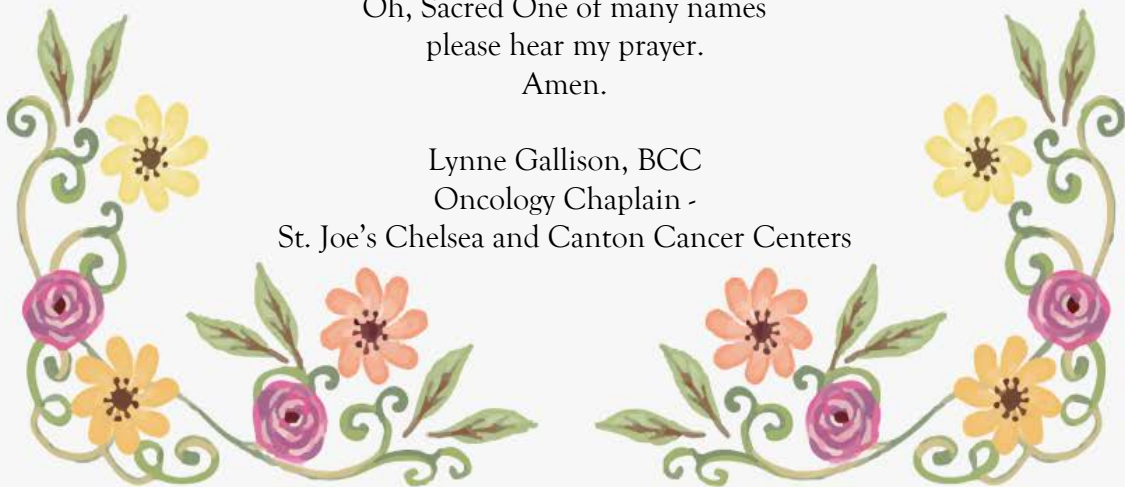 Oh, Sacred One of many names
please hear my prayer.
Amen.
Lynne Gallison, BCC
Oncology Chaplain -
St. Joe's Chelsea and Canton Cancer Centers